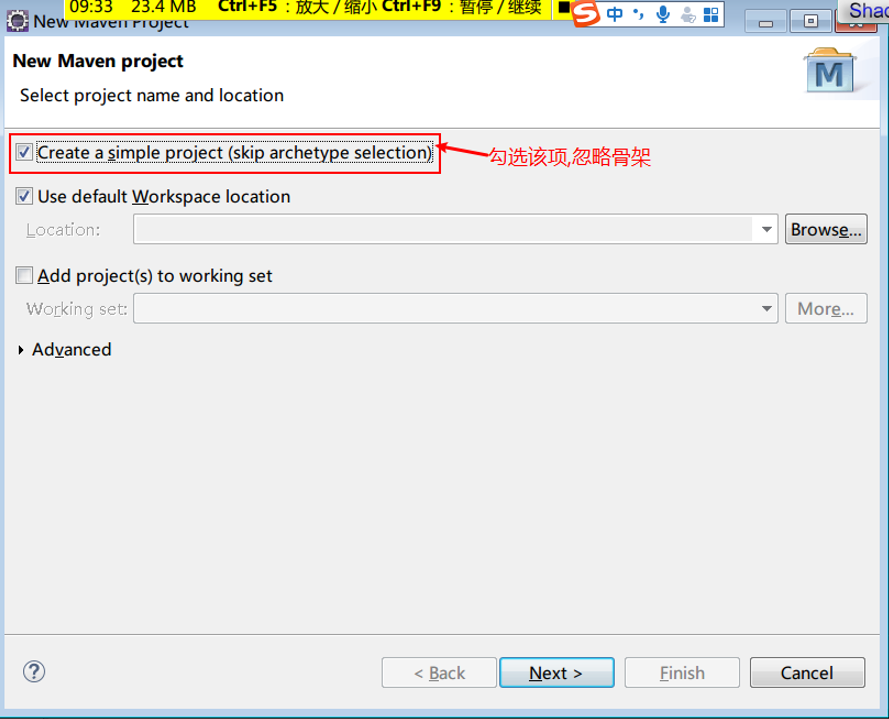 09:33 23.4 MB Ctrl+F5 : 放大 / 缩小 Ctrl+F9 : 暂停 / 继续
中
New Maven Project
New Maven project
Select project name and location
M
Create a simple project (skip archetype selection)
勾选该项,忽略骨架
Use default Workspace location
Location:
Browse...
Add project(s) to working set
Working set:
More...
Advanced
?
< Back
Next >
Finish
Cancel